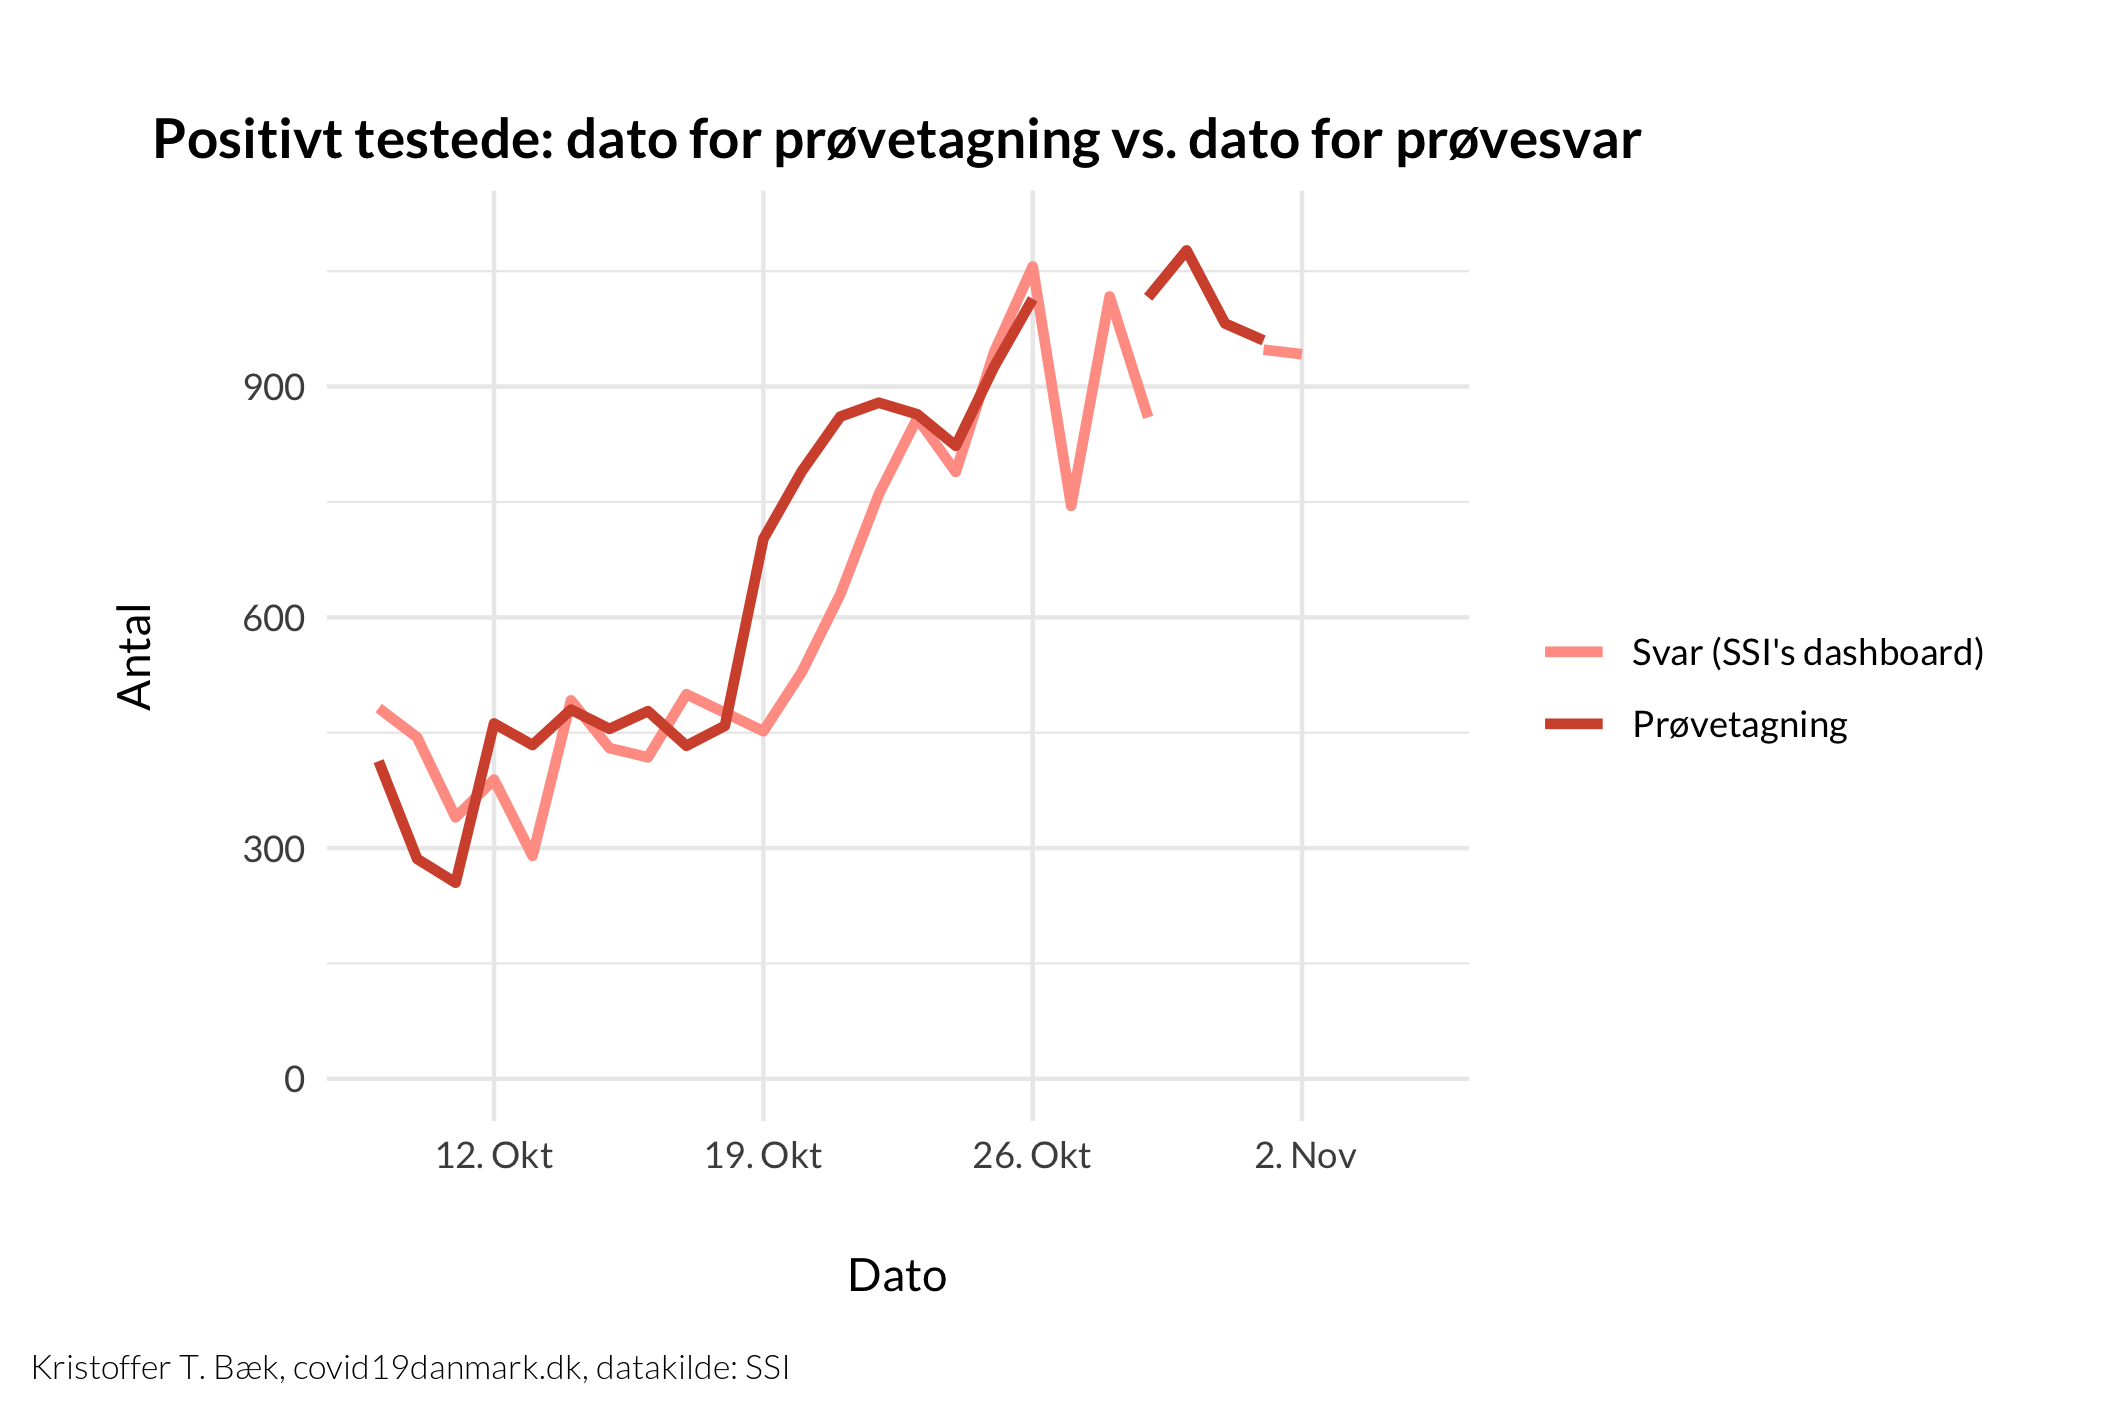 Positivt testede: dato for prøvetagning vs. dato for prøvesvar
900
600
300
0
Antal
12. Okt
19. Okt
26. Okt
2. Nov
Dato
Svar (SSI's dashboard)
Prøvetagning
Kristoffer T. Bæk, covid19danmark.dk, datakilde: SSI